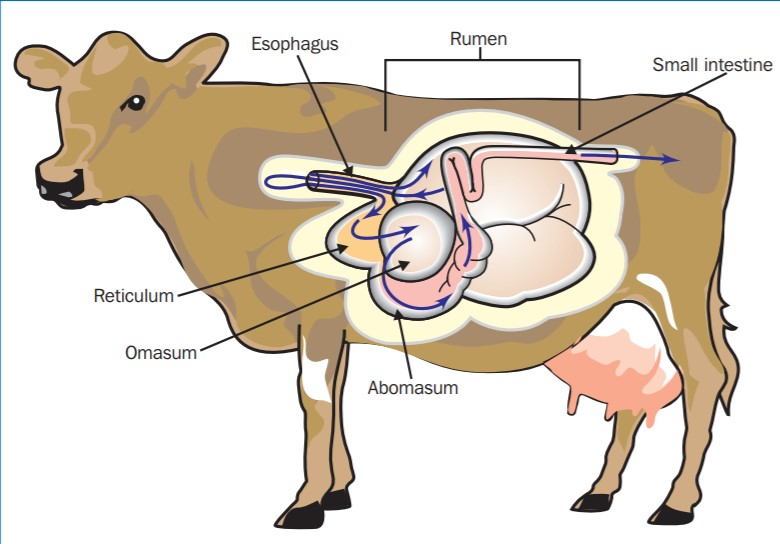 Esophagus
Rumen
Small intestine
Reticulum
Omasum
Abomasum